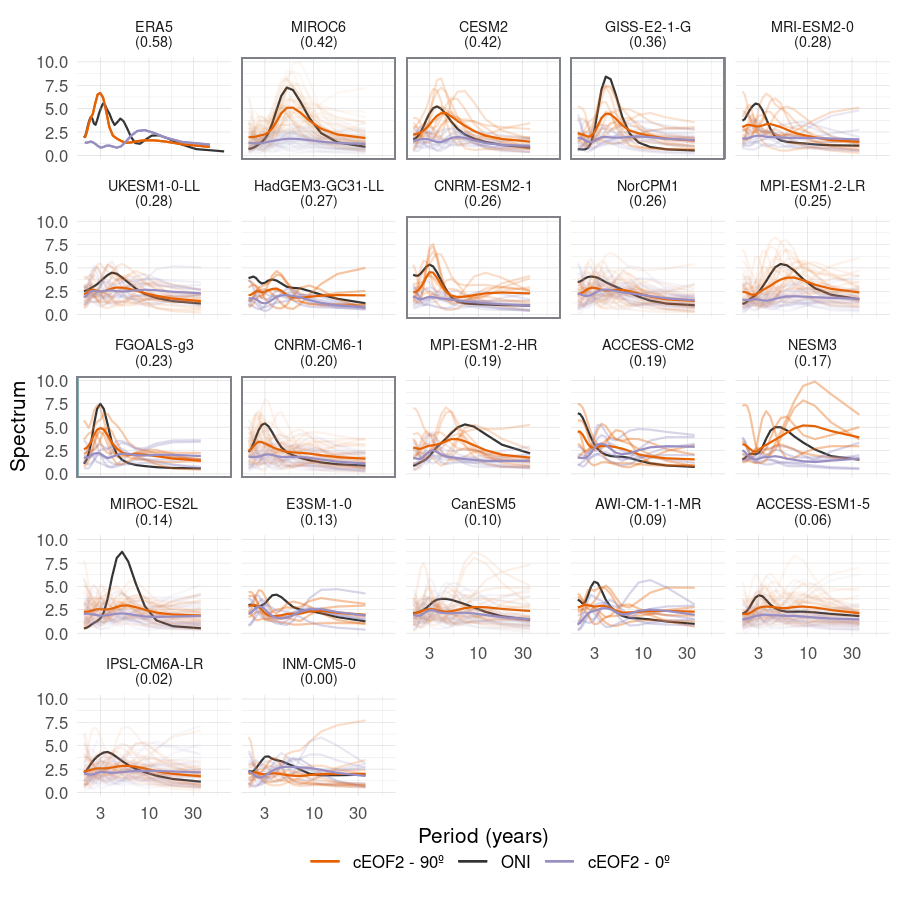 ERA5 MIROC6 CESM2 GISS-E2-1-G MRI-ESM2-0
(0.58) (0.42) (0.42) (0.36) (0.28)
10.0
7.5
5.0
2.5
0.0
UKESM1-0-LL HadGEM3-GC31-LL CNRM-ESM2-1 NorCPM1 MPI-ESM1-2-LR
(0.28) (0.27) (0.26) (0.26) (0.25)
10.0
7.5
5.0
2.5
0.0
FGOALS-g3 CNRM-CM6-1 MPI-ESM1-2-HR ACCESS-CM2 NESM3
(0.23) (0.20) (0.19) (0.19) (0.17)
10.0
7.5
5.0
2.5
0.0
Spectrum
MIROC-ES2L E3SM-1-0 CanESM5 AWI-CM-1-1-MR ACCESS-ESM1-5
(0.14) (0.13) (0.10) (0.09) (0.06)
10.0
7.5
5.0
2.5
0.0
3 10 30 3 10 30 3 10 30
IPSL-CM6A-LR INM-CM5-0
(0.02) (0.00)
10.0
7.5
5.0
2.5
0.0
3 10 30 3 10 30
Period (years)
cEOF2 - 90º ONI cEOF2 - 0º